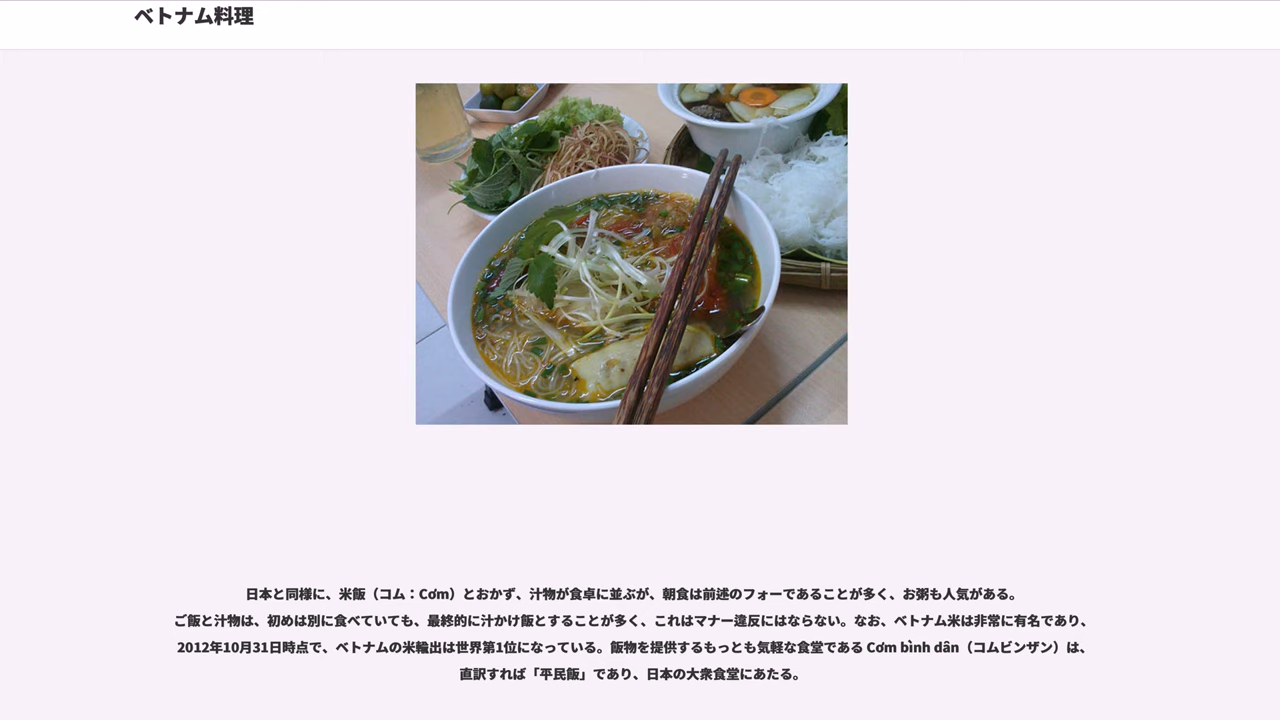 ベトナム料理
日本と同様に、米飯（コム：Cơm）とおかず、汁物が食卓に並ぶが、朝食は前述のフォーであることが多く、お粥も人気がある。
ご飯と汁物は、初めは別に食べていても、最終的に汁かけ飯とすることが多く、これはマナー違反にはならない。なお、ベトナム米は非常に有名であり、
2012年10月31日時点で、ベトナムの米輸出は世界第1位になっている。飯物を提供するもっとも気軽な食堂である Cơm bình dân（コムビンザン）は、
直訳すれば「平民飯」であり、日本の大衆食堂にあたる。